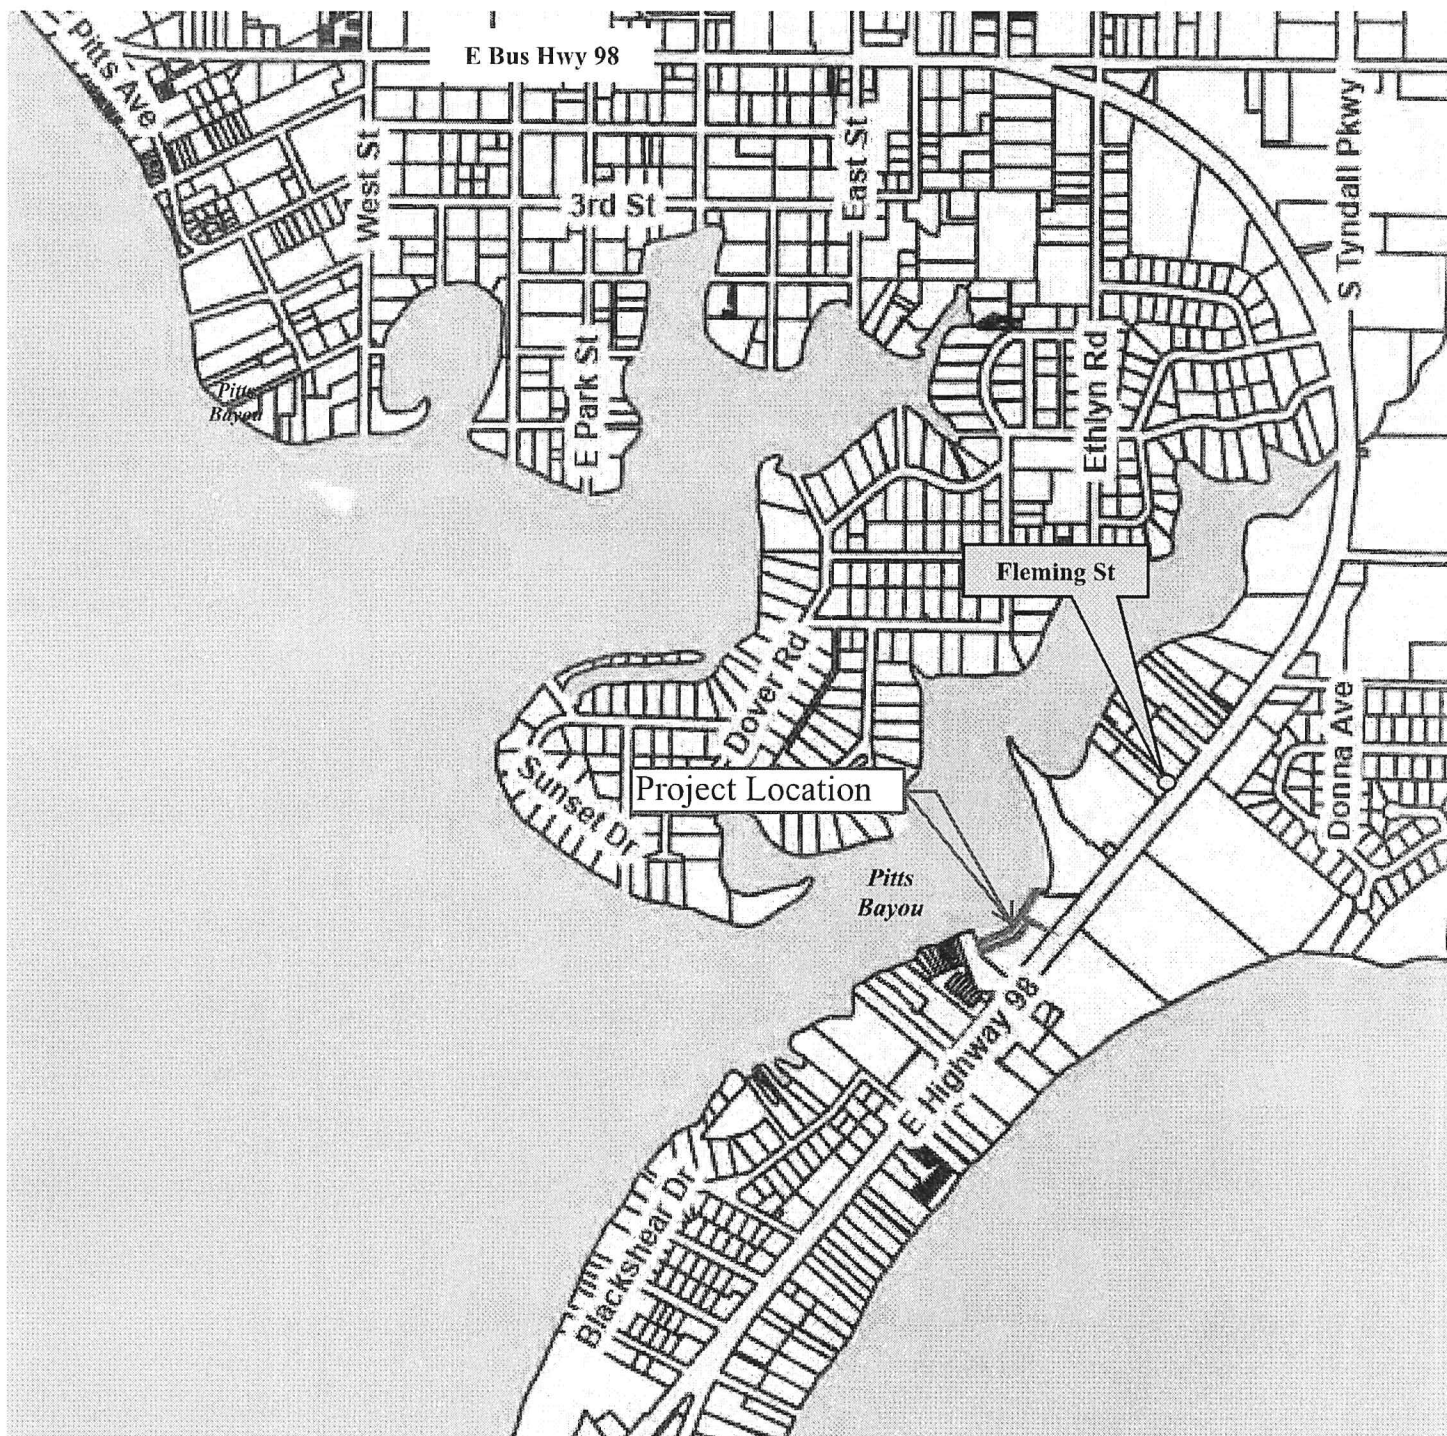 E Bus Hwy 98
Pitts Ave
West St
3rd St
East St
S Tyndall Pkwy
E Park St
Ethlyn Rd
Pitts
Bayou
Fleming St
Dover Rd
Donna Ave
Sunset Dr
Project Location
Pitts
Bayou
E Highway 98
Blackshear Dr